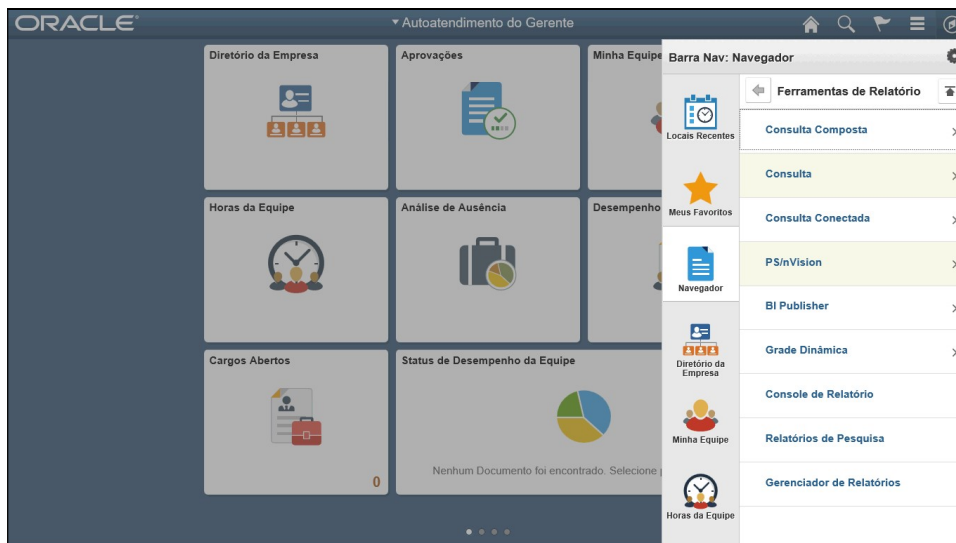 ORACLE®
Autoatendimento do Gerente
Diretório da Empresa
Aprovações
Minha Equipe
Horas da Equipe
Análise de Ausência
Desempenho
Cargos Abertos
0
Status de Desempenho da Equipe
Nenhum Documento foi encontrado. Selecione
Barra Nav: Navegador
Locais Recentes
Meus Favoritos
Navegador
Diretório da
Empresa
Minha Equipe
Horas da Equipe
Ferramentas de Relatório
Consulta Composta
Consulta
Consulta Conectada
PS/nVision
BI Publisher
Grade Dinâmica
Console de Relatório
Relatórios de Pesquisa
Gerenciador de Relatórios